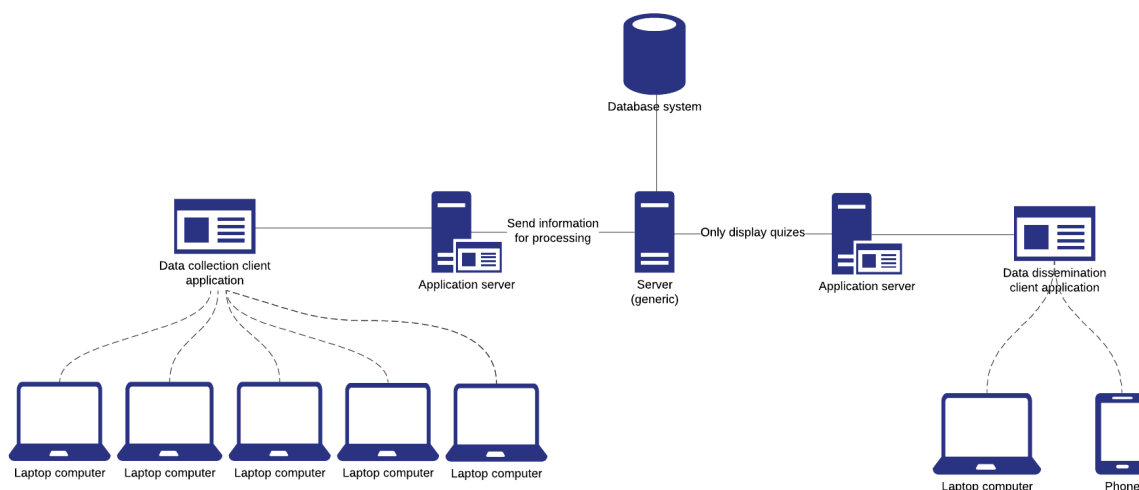 Database system
Send information
for processing
Only display quizes
Data collection client
application
Application server
Server
(generic)
Application server
Data dissemination
client application
Laptop computer
Laptop computer
Laptop computer
Laptop computer
Laptop computer
Laptop computer
Phone